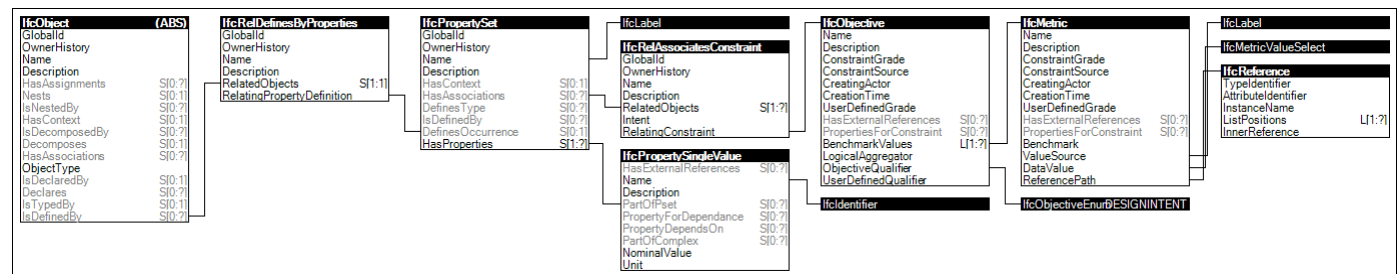 IfcObject (ABS)
GlobalId
OwnerHistory
Name
Description
HasAssignments S[0:?]
Nests S[0:1]
IsNestedBy S[0:?]
HasContext S[0:1]
IsDecomposedBy S[0:?]
Decomposes S[0:1]
HasAssociations S[0:?]
ObjectType
IsDeclaredBy S[0:1]
Declares S[0:?]
IsTypedBy S[0:1]
IsDefinedBy S[0:?]
IfcRelDefinesByProperties
GlobalId
OwnerHistory
Name
Description
RelatedObjects S[1:1]
RelatingPropertyDefinition
IfcPropertySet
GlobalId
OwnerHistory
Name
Description
HasContext S[0:1]
HasAssociations S[0:?]
DefinesType S[0:?]
IsDefinedBy S[0:?]
DefinesOccurrence S[0:1]
HasProperties S[1:?]
IfcLabel
IfcRelAssociatesConstraint
GlobalId
OwnerHistory
Name
Description
RelatedObjects S[1:?]
Intent
RelatingConstraint
IfcPropertySingleValue
HasExternalReferences S[0:?]
Name
Description
PartOfPset S[0:?]
PropertyForDependance S[0:?]
PropertyDependsOn S[0:?]
PartOfComplex S[0:?]
NominalValue
Unit
IfcObjective
Name
Description
ConstraintGrade
ConstraintSource
CreatingActor
CreationTime
UserDefinedGrade
HasExternalReferences S[0:?]
PropertiesForConstraint S[0:?]
BenchmarkValues L[1:?]
LogicalAggregator
ObjectiveQualifier
UserDefinedQualifier
IfcIdentifier
IfcMetric
Name
Description
ConstraintGrade
ConstraintSource
CreatingActor
CreationTime
UserDefinedGrade
HasExternalReferences S[0:?]
PropertiesForConstraint S[0:?]
Benchmark
ValueSource
DataValue
ReferencePath
IfcObjectiveEnum DESIGNINTENT
IfcLabel
IfcMetricValueSelect
IfcReference
TypeIdentifier
AttributeIdentifier
InstanceName
ListPositions L[1:?]
InnerReference